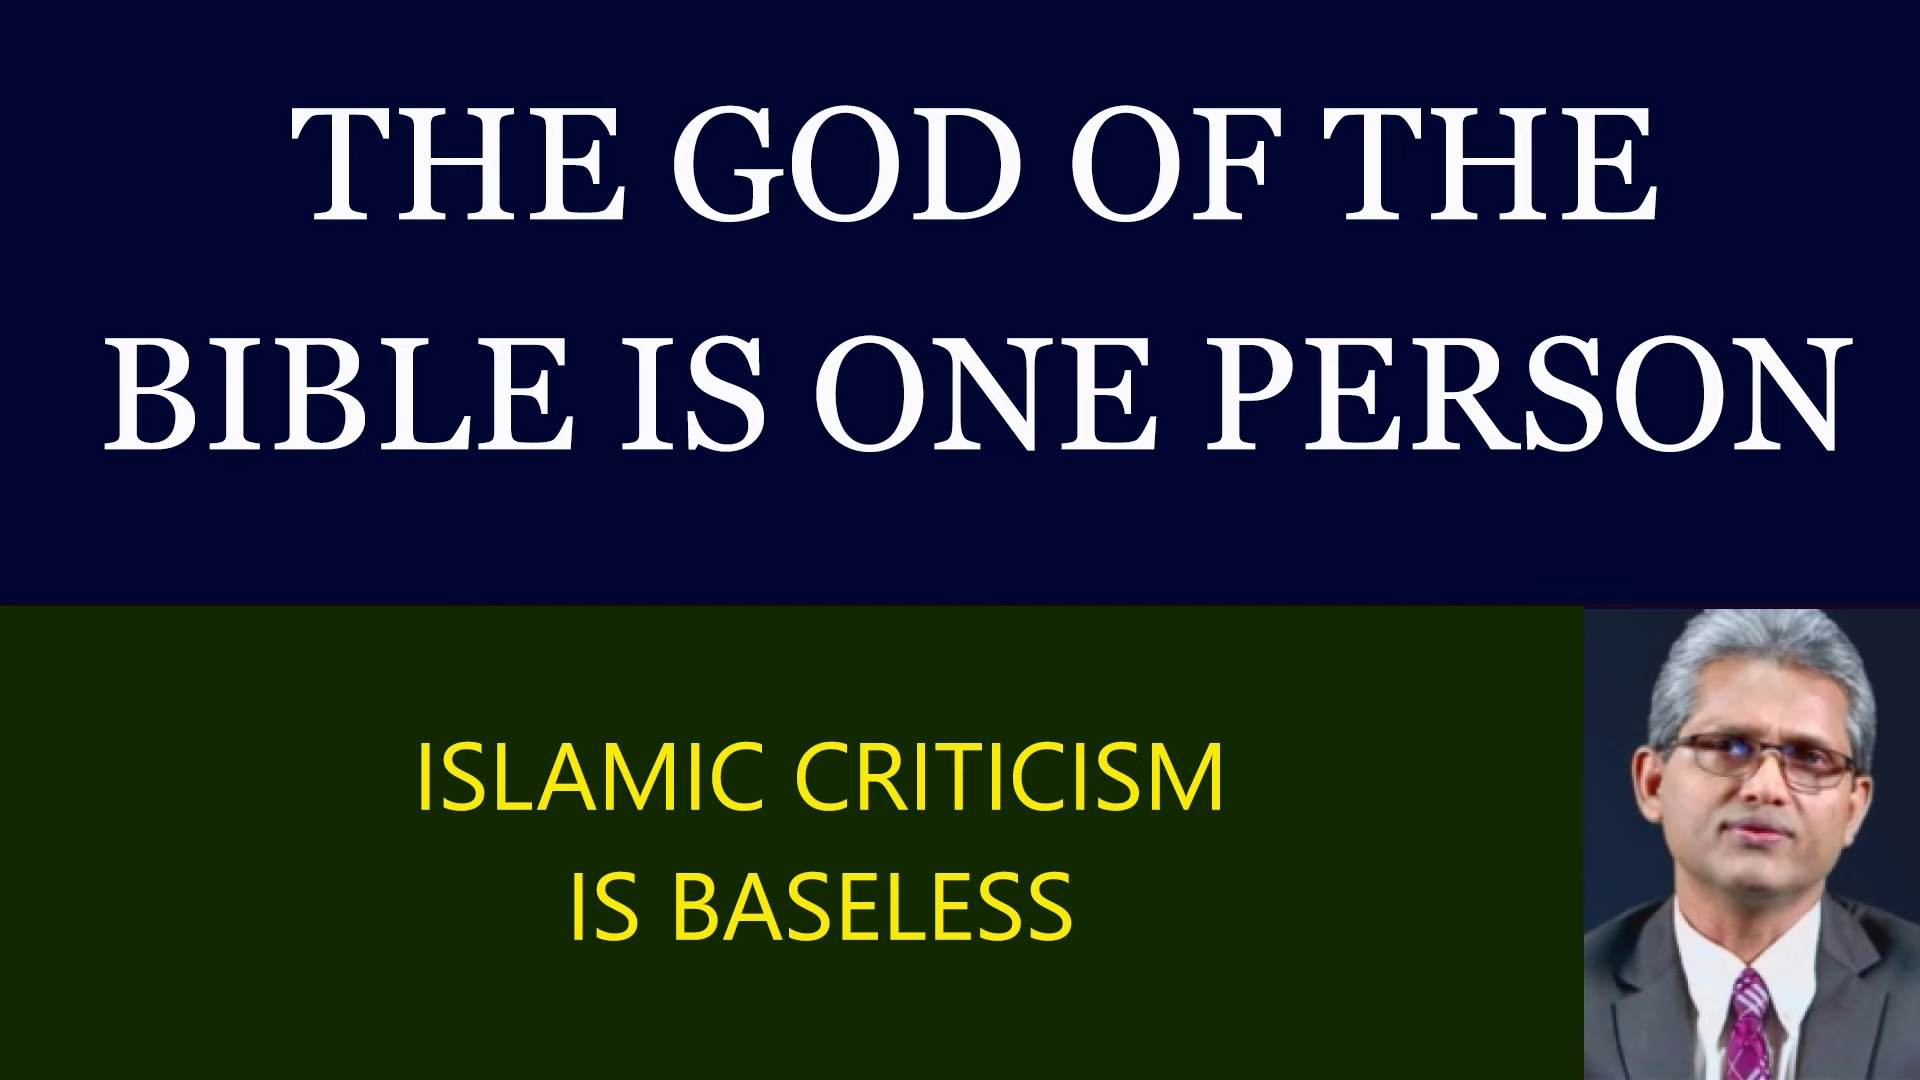 THE GOD OF THE
BIBLE IS ONE PERSON
ISLAMIC CRITICISM
IS BASELESS